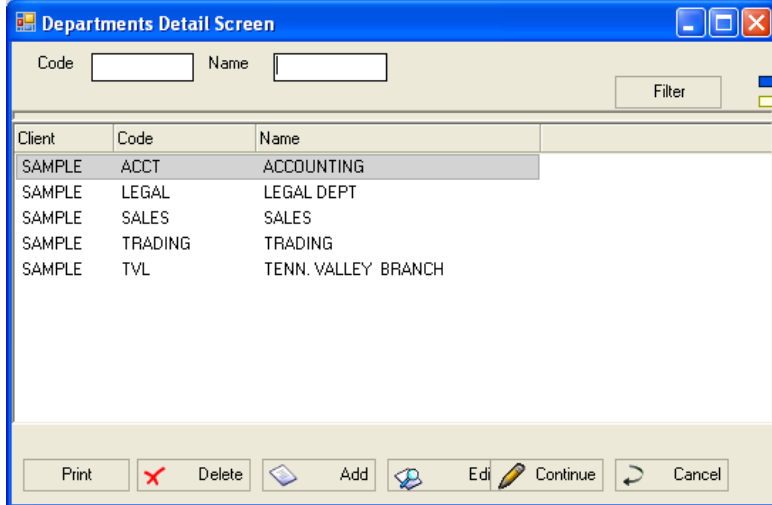 Departments Detail Screen
Code Name
Filter
Client Code Name
SAMPLE ACCT ACCOUNTING
SAMPLE LEGAL LEGAL DEPT
SAMPLE SALES SALES
SAMPLE TRADING TRADING
SAMPLE TVL TENN. VALLEY BRANCH
Print Delete Add Edi Continue Cancel